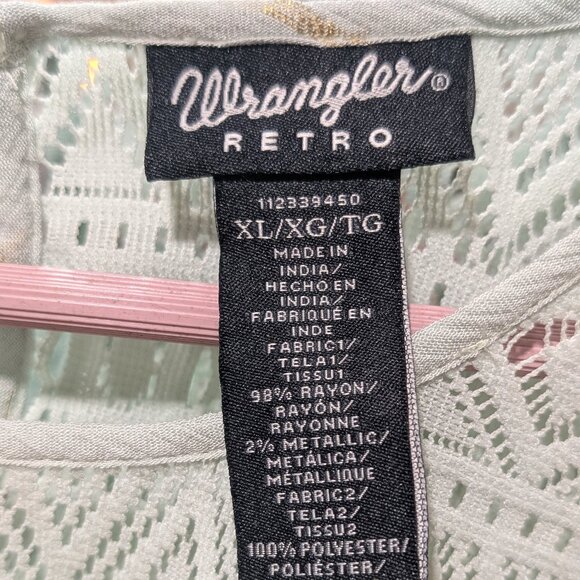 Wrangler®
RETRO
112339450
XL/XG/TG
MADE IN
INDIA/
HECHO EN
INDIA/
FABRIQUÉ EN
INDE
FABRIC1/
TELA1/
TISSU1
98% RAYON/
RAYÓN/
RAYONNE
2% METALLIC/
METÁLICA/
MÉTALLIQUE
FABRIC2/
TELA2/
TISSU2
100% POLYESTER/
POLIÉSTER/